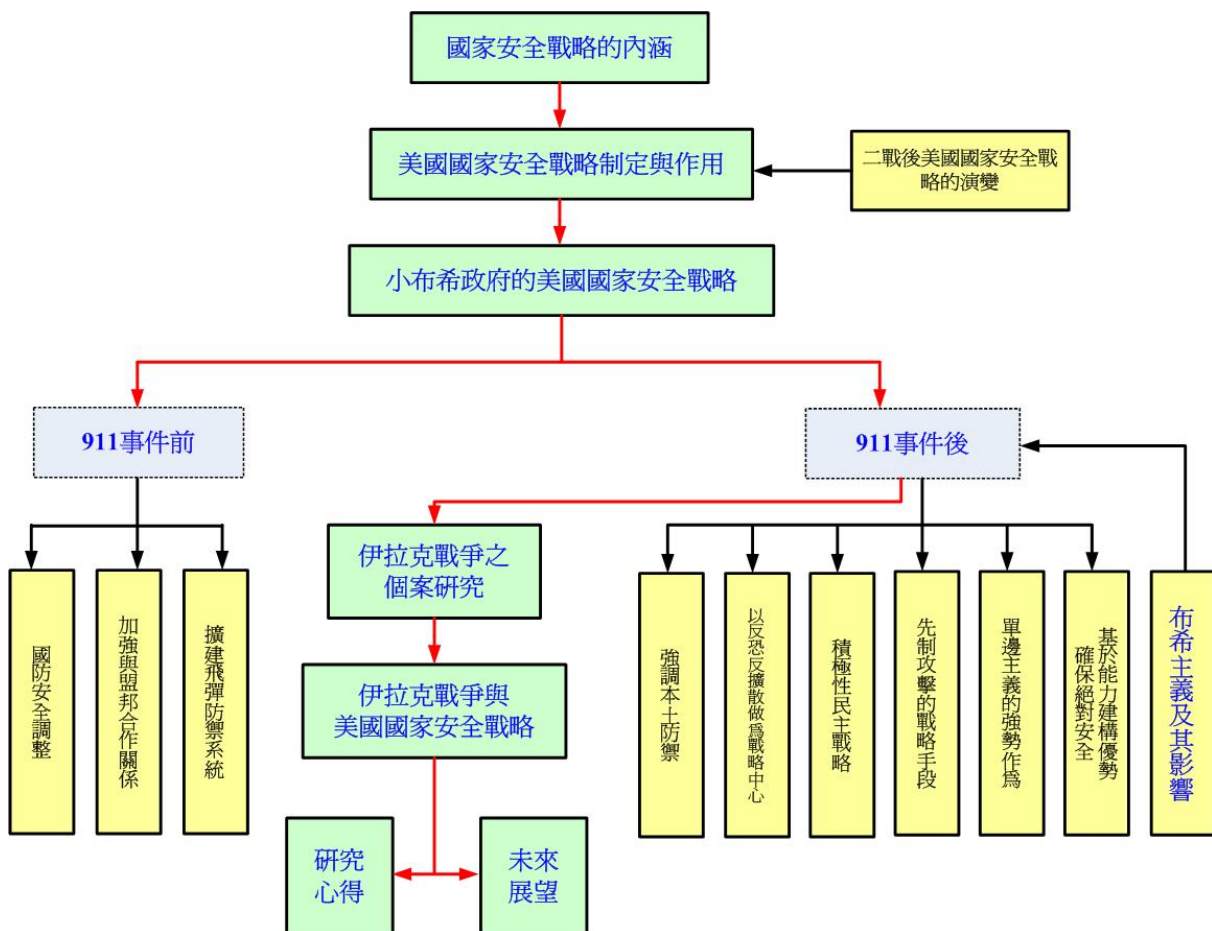 國家安全戰略的內涵
美國國家安全戰略制定與作用
二戰後美國國家安全戰
略的演變
小布希政府的美國國家安全戰略
911事件前
911事件後
國防安全調整
加強與盟邦合作關係
擴建飛彈防禦系統
伊拉克戰爭之
個案研究
伊拉克戰爭與
美國國家安全戰略
研究
心得
未來
展望
強調本土防禦
以反恐反擴散做為戰略中心
積極性民主戰略
先制攻擊的戰略手段
單邊主義的強勢作為
基於能力建構優勢
確保絕對安全
布希主義及其影響